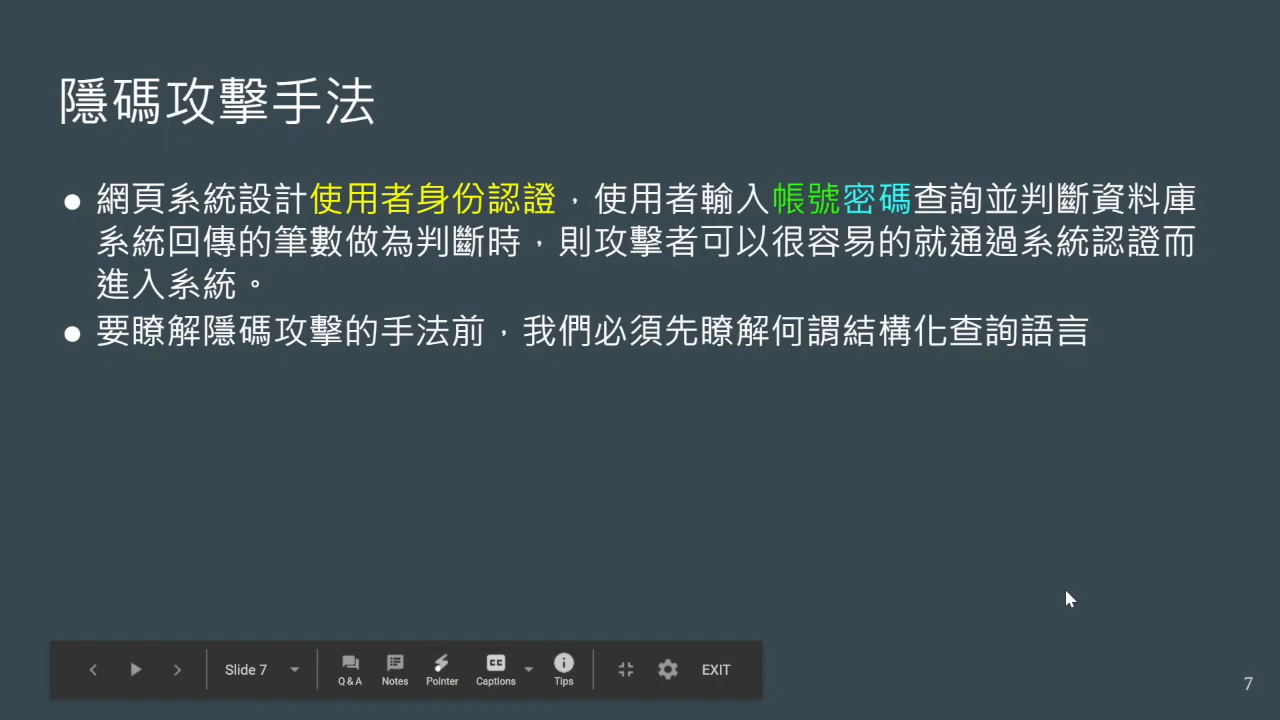 隱碼攻擊手法
● 網頁系統設計使用者身份認證，使用者輸入帳號密碼查詢並判斷資料庫
系統回傳的筆數做為判斷時，則攻擊者可以很容易的就通過系統認證而
進入系統。
● 要瞭解隱碼攻擊的手法前，我們必須先瞭解何謂結構化查詢語言
Slide 7
Q & A
Notes
Pointer
CC
Captions
Tips
EXIT
7